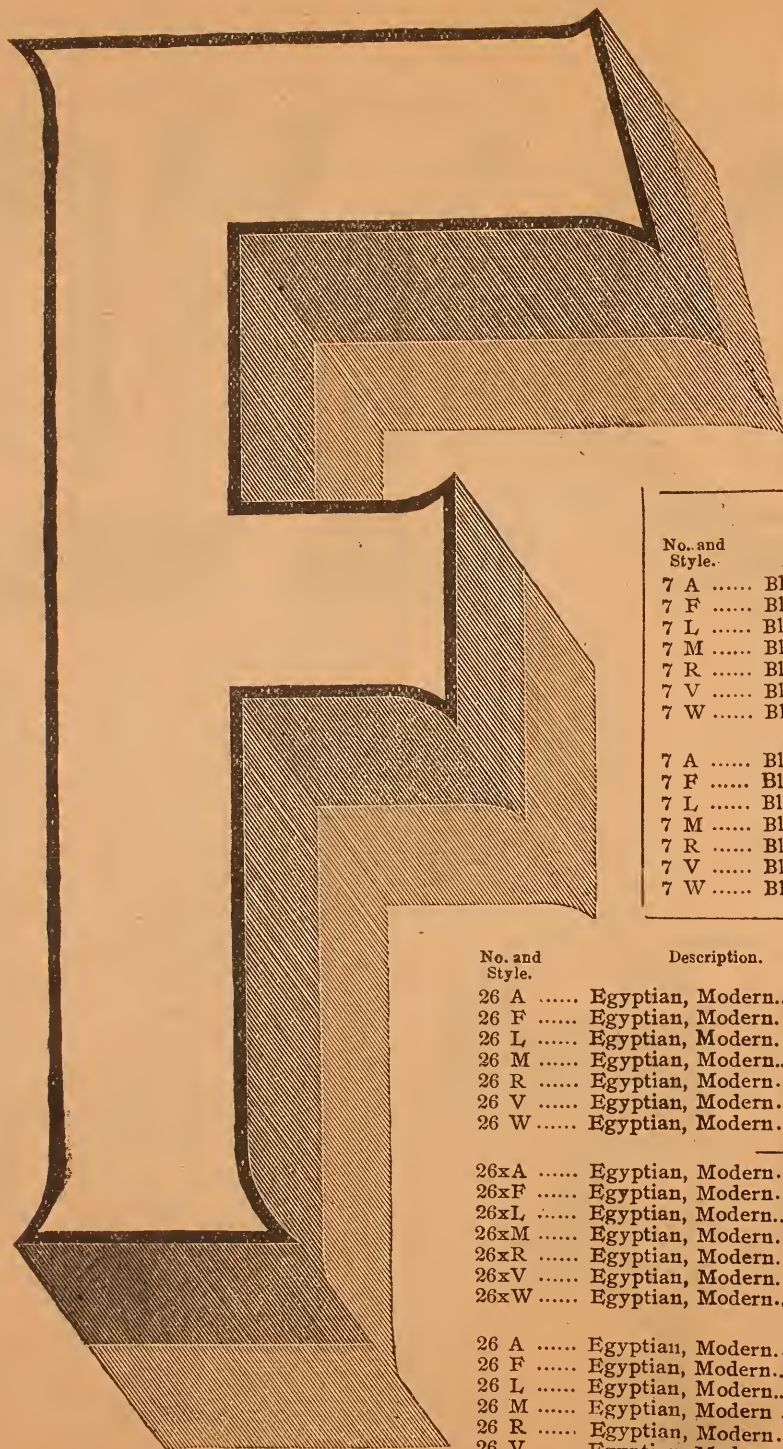 F
No. and
Style.
7 A ...... Bl
7 F ...... Bl
7 L ...... Bl
7 M ...... Bl
7 R ...... Bl
7 V ...... Bl
7 W ...... Bl
7 A ...... Bl
7 F ...... Bl
7 L ...... Bl
7 M ...... Bl
7 R ...... Bl
7 V ...... Bl
7 W ...... Bl
No. and Description.
Style.
26 A ...... Egyptian, Modern..
26 F ...... Egyptian, Modern.
26 L ...... Egyptian, Modern.
26 M ...... Egyptian, Modern..
26 R ...... Egyptian, Modern.
26 V ...... Egyptian, Modern.
26 W ...... Egyptian, Modern.
26xA ...... Egyptian, Modern.
26xF ...... Egyptian, Modern.
26xL ...... Egyptian, Modern..
26xM ...... Egyptian, Modern.
26xR ...... Egyptian, Modern.
26xV ...... Egyptian, Modern.
26xW ...... Egyptian, Modern..
26 A ...... Egyptian, Modern.
26 F ...... Egyptian, Modern..
26 L ...... Egyptian, Modern..
26 M ...... Egyptian, Modern
26 R ...... Egyptian, Modern.
26 V